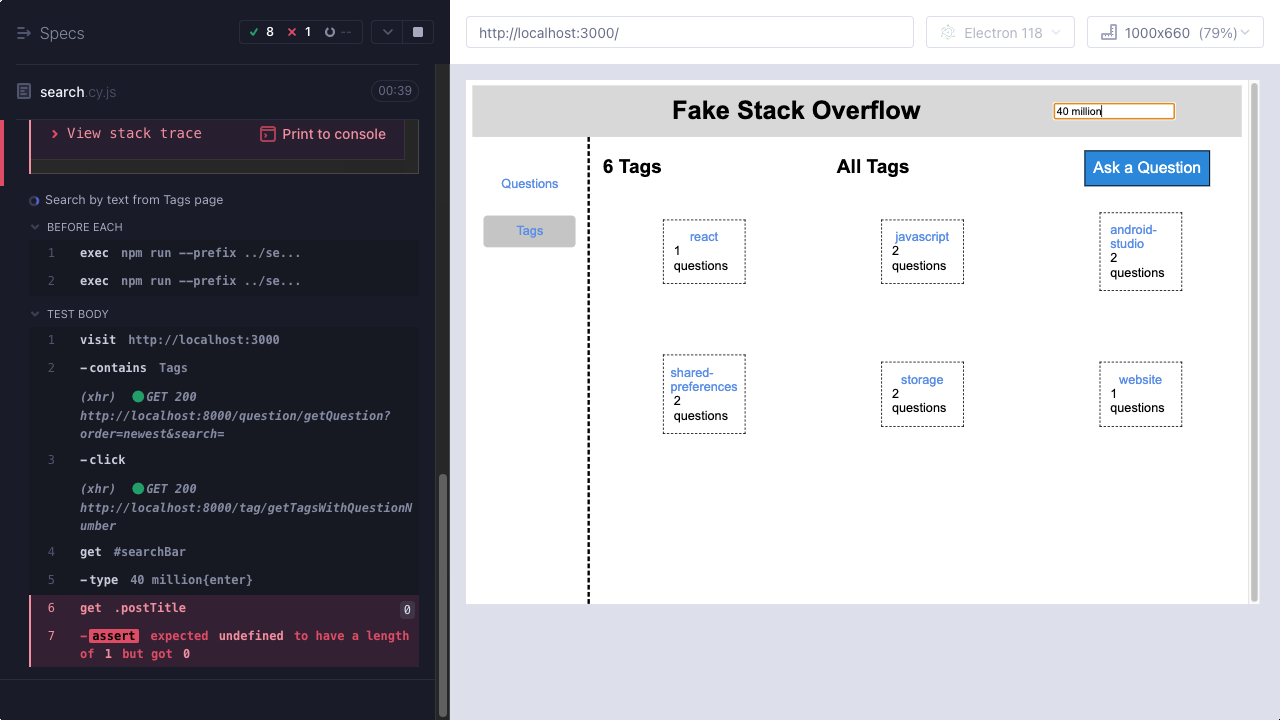 Specs
8 1 --
search.cy.js 00:39
View stack trace Print to console
Search by text from Tags page
BEFORE EACH
1 exec npm run --prefix ../se...
2 exec npm run --prefix ../se...
TEST BODY
1 visit http://localhost:3000
2 -contains Tags
(xhr) GET 200
http://localhost:8000/question/getQuestion?
order=newest&search=
3 -click
(xhr) GET 200
http://localhost:8000/tag/getTagsWithQuestionN
umber
4 get #searchBar
5 -type 40 million{enter}
6 get .postTitle 0
7 -assert expected undefined to have a length
of 1 but got 0
http://localhost:3000/
Electron 118
1000x660 (79%)
Fake Stack Overflow
40 million
Questions
Tags
6 Tags
All Tags
Ask a Question
react
1
questions
javascript
2
questions
android-
studio
2
questions
shared-
preferences
2
questions
storage
2
questions
website
1
questions